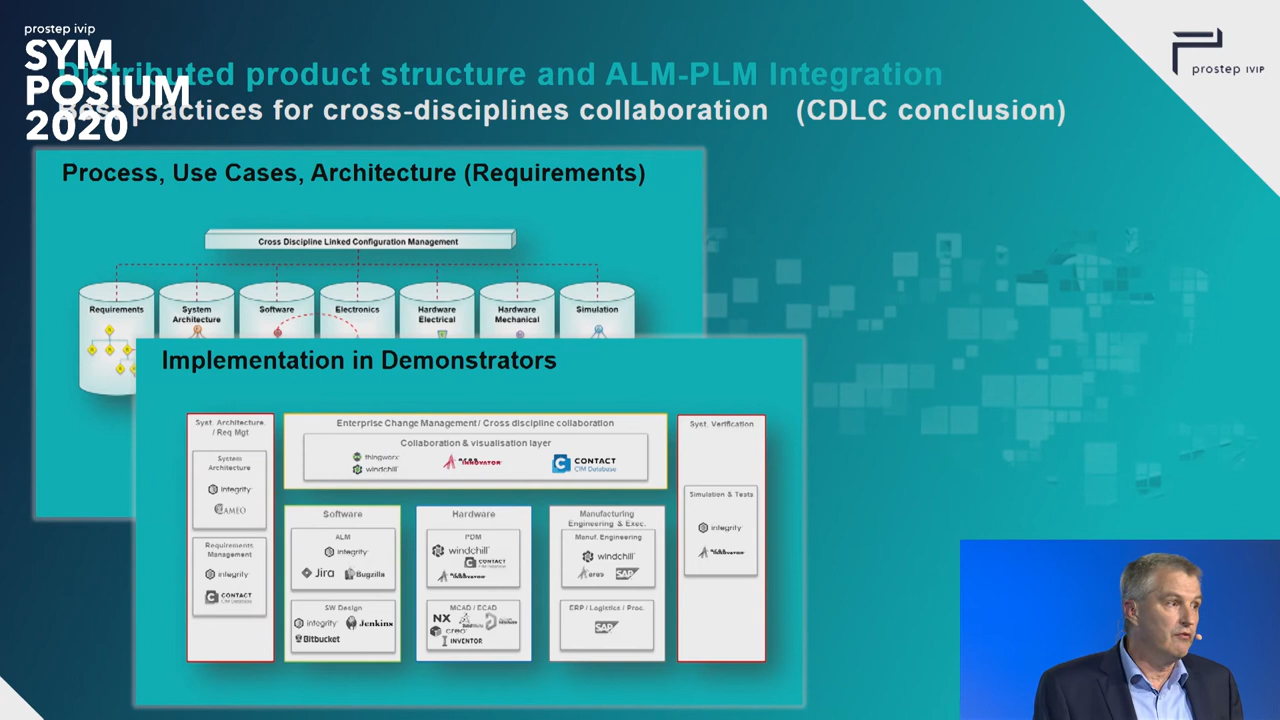 prostep ivip
SYM
POSIUM
2020
Distributed product structure and ALM-PLM Integration
practices for cross-disciplines collaboration (CDLC conclusion)
prostep IVIP
Process, Use Cases, Architecture (Requirements)
Cross Discipline Linked Configuration Management
Requirements
System
Architecture
Software
Electronics
Hardware
Electrical
Hardware
Mechanical
Simulation
Implementation in Demonstrators
Syst. Architecture.
/ Req Mgt
System
Architecture
integrity
CAMEO
Requirements
Management
integrity
CONTACT
CIM Database
Enterprise Change Management / Cross discipline collaboration
Collaboration & visualisation layer
thingworx
windchill
INNOVATOR
CONTACT
CIM Database
Software
ALM
integrity
Jira
Bugzilla
SW Design
integrity
Jenkins
Bitbucket
Hardware
PDM
windchill
CONTACT
CIM Database
INNOVATOR
MCAD / ECAD
NX
creo
INVENTOR
Manufacturing
Engineering & Exec.
Manuf. Engineering
windchill
SAP
ERP / Logistics / Proc.
SAP
Syst. Verification
Simulation & Tests
integrity